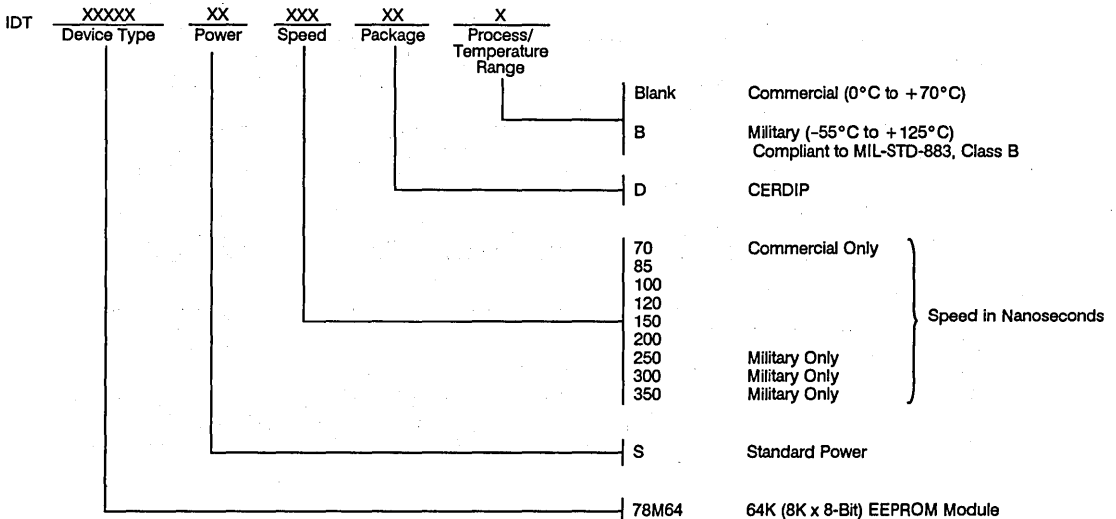 IDT XXXXX XX XXX XX X
Device Type Power Speed Package Process/
Temperature
Range
Blank Commercial (0°C to +70°C)
B Military (–55°C to +125°C)
Compliant to MIL-STD-883, Class B
D CERDIP
70 Commercial Only
85
100
120
150 Speed in Nanoseconds
200
250 Military Only
300 Military Only
350 Military Only
S Standard Power
78M64 64K (8K x 8-Bit) EEPROM Module